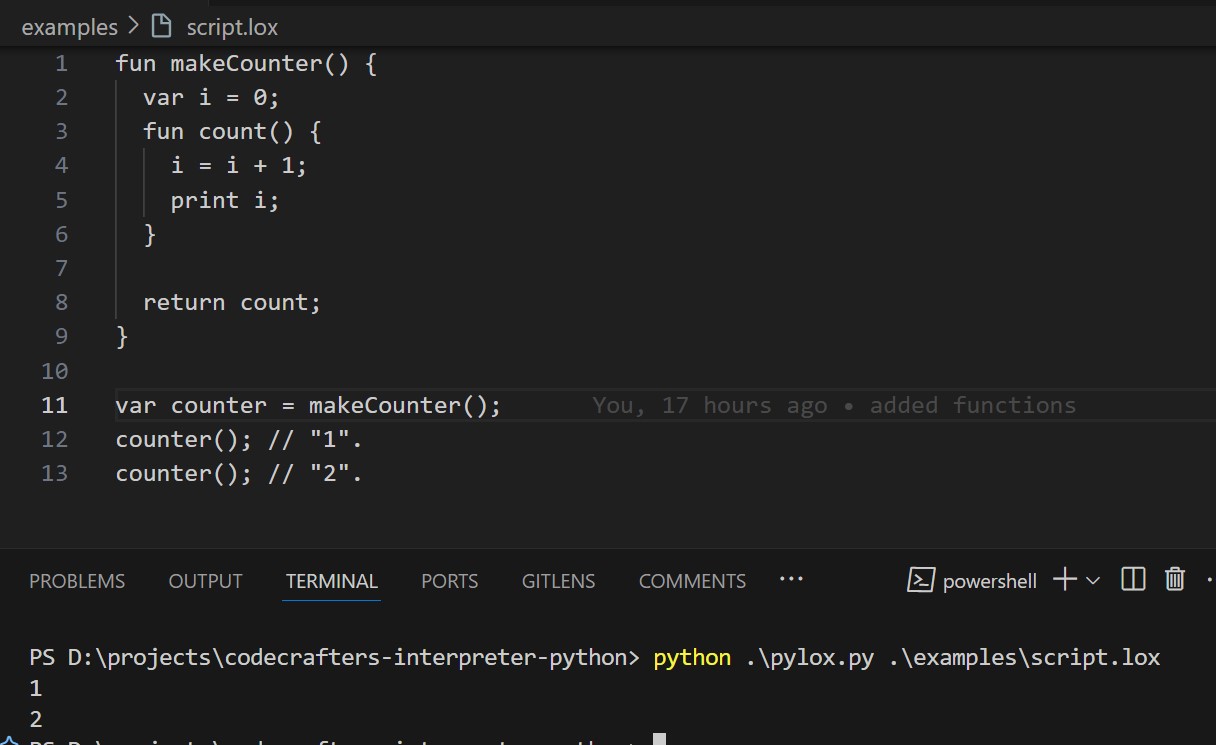 examples > script.lox
1 fun makeCounter() {
2 var i = 0;
3 fun count() {
4 i = i + 1;
5 print i;
6 }
7
8 return count;
9 }
10
11 var counter = makeCounter(); You, 17 hours ago • added functions
12 counter(); // "1".
13 counter(); // "2".
PROBLEMS OUTPUT TERMINAL PORTS GITLENS COMMENTS ··· powershell
PS D:\projects\codecrafters-interpreter-python> python .\pylox.py .\examples\script.lox
1
2